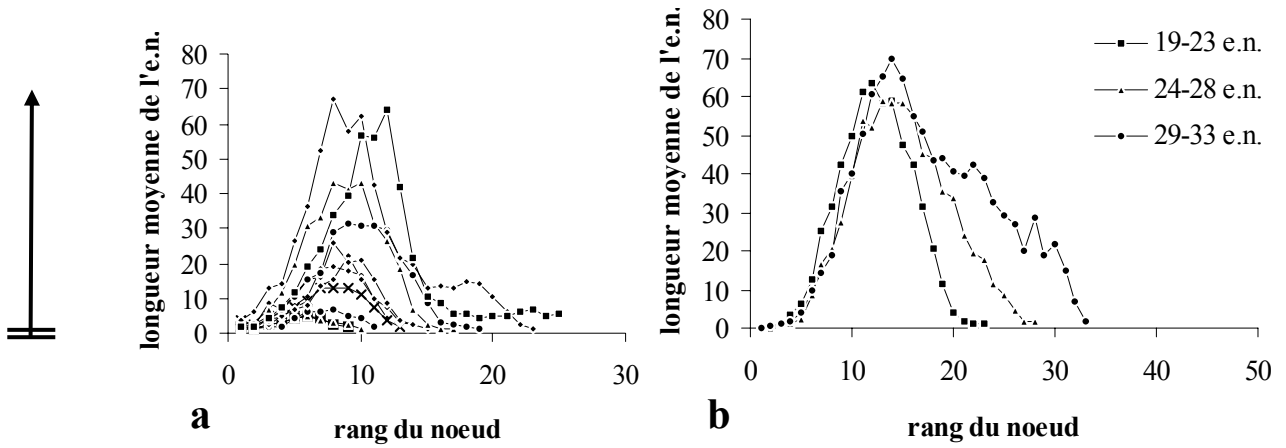 longueur moyenne de l'e.n.
80
70
60
50
40
30
20
10
0
0 10 20 30
a
rang du noeud
longueur moyenne de l'e.n.
80
70
60
50
40
30
20
10
0
0 10 20 30 40 50
b
rang du noeud
19-23 e.n.
24-28 e.n.
29-33 e.n.